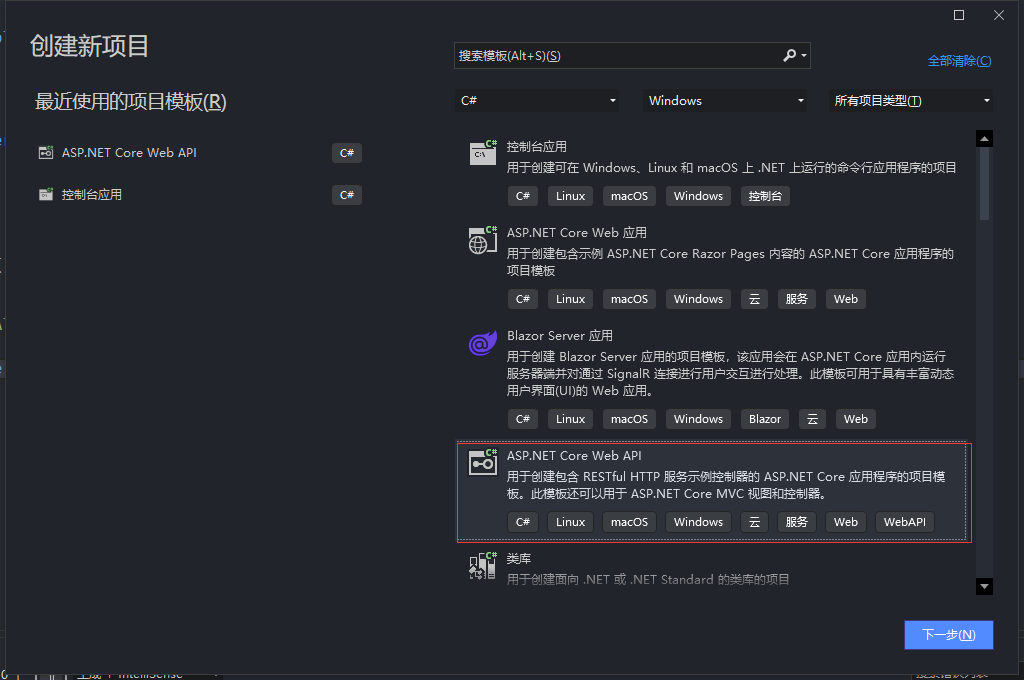 创建新项目
搜索模板(Alt+S)(S)
全部清除(C)
最近使用的项目模板(R)
C#
Windows
所有项目类型(T)
ASP.NET Core Web API
C#
控制台应用
C#
控制台应用
用于创建可在 Windows、Linux 和 macOS 上 .NET 上运行的命令行应用程序的项目
C# Linux macOS Windows 控制台
ASP.NET Core Web 应用
用于创建包含示例 ASP.NET Core Razor Pages 内容的 ASP.NET Core 应用程序的
项目模板
C# Linux macOS Windows 云 服务 Web
Blazor Server 应用
用于创建 Blazor Server 应用的项目模板，该应用会在 ASP.NET Core 应用内运行
服务器端并对通过 SignalR 连接进行用户交互进行处理。此模板可用于具有丰富动态
用户界面(UI)的 Web 应用。
C# Linux macOS Windows Blazor 云 Web
ASP.NET Core Web API
用于创建包含 RESTful HTTP 服务示例控制器的 ASP.NET Core 应用程序的项目模
板。此模板还可以用于 ASP.NET Core MVC 视图和控制器。
C# Linux macOS Windows 云 服务 Web WebAPI
类库
用于创建面向 .NET 或 .NET Standard 的类库的项目
下一步(N)